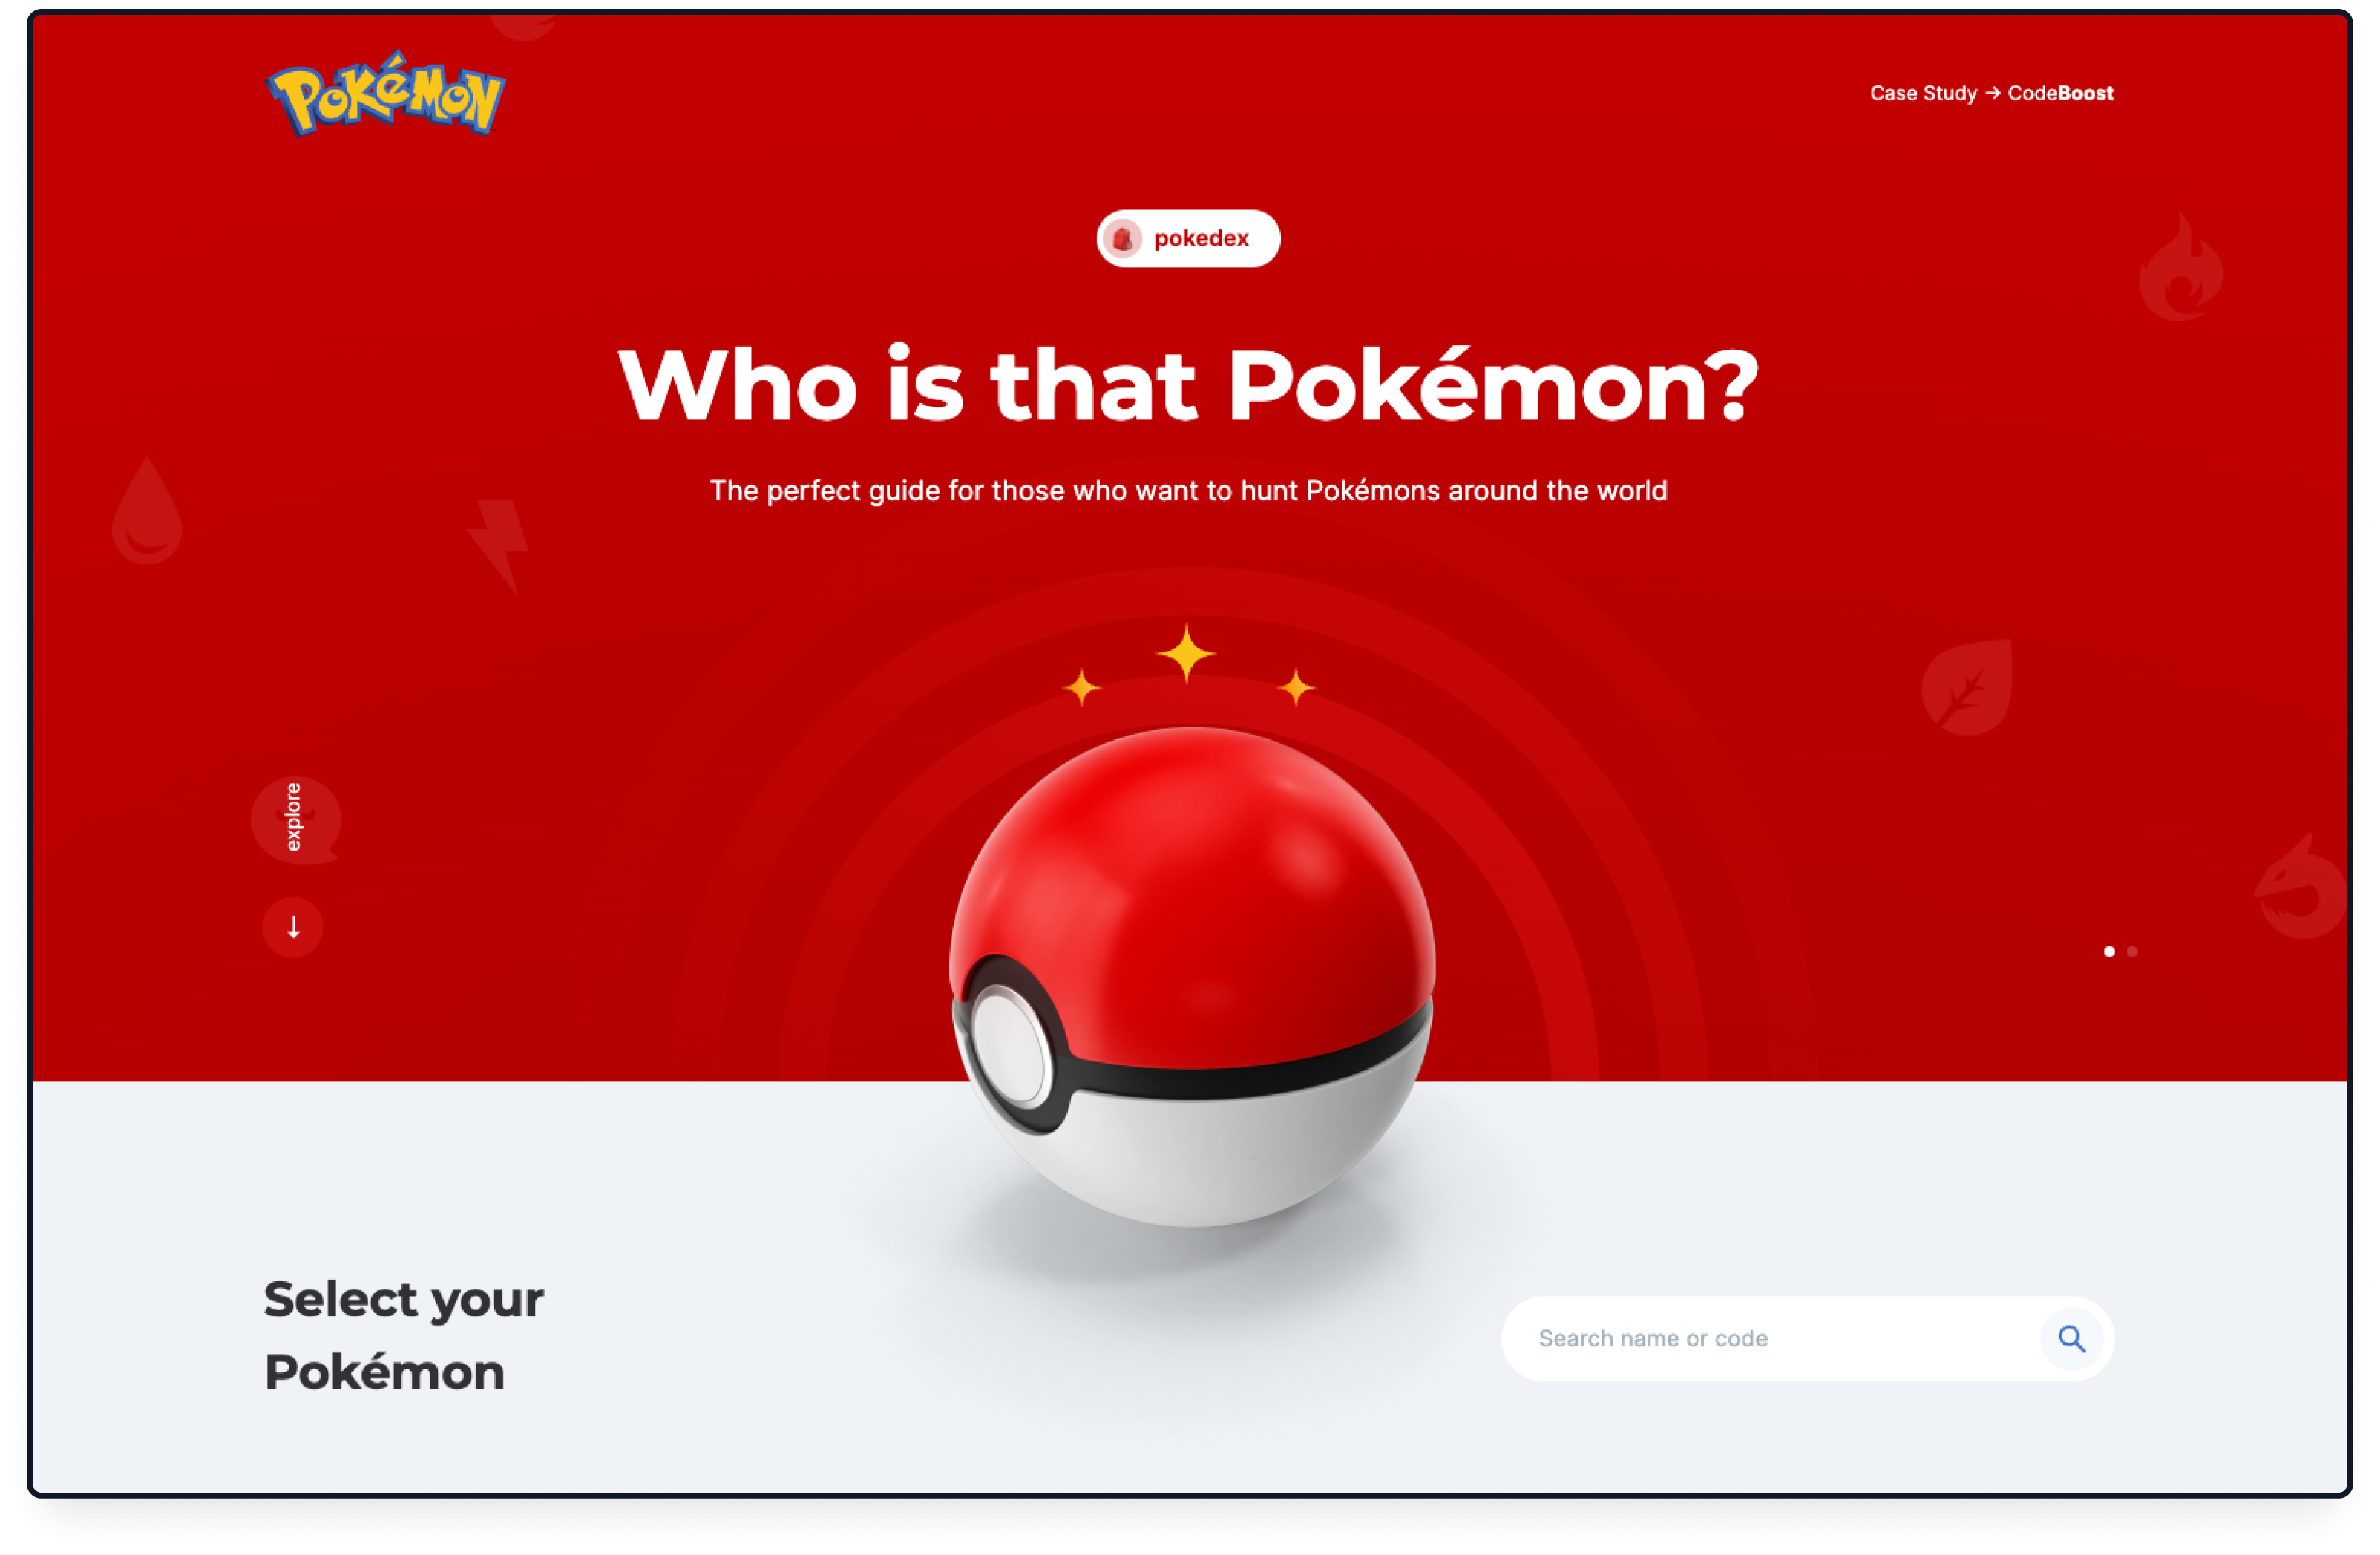 Pokémon
Case Study → CodeBoost
pokedex
Who is that Pokémon?
The perfect guide for those who want to hunt Pokémons around the world
explore
Select your
Pokémon
Search name or code